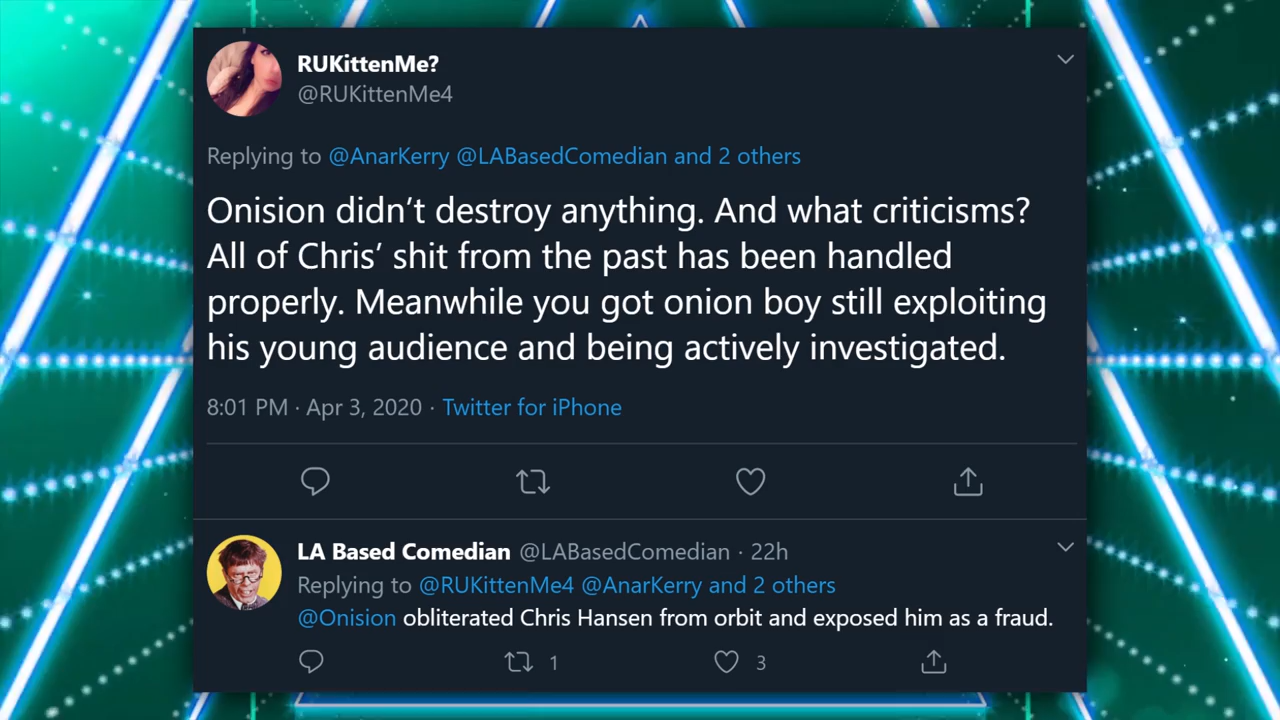 RUKittenMe?
@RUKittenMe4
Replying to @AnarKerry @LABasedComedian and 2 others
Onision didn’t destroy anything. And what criticisms?
All of Chris’ shit from the past has been handled
properly. Meanwhile you got onion boy still exploiting
his young audience and being actively investigated.
8:01 PM · Apr 3, 2020 · Twitter for iPhone
LA Based Comedian @LABasedComedian · 22h
Replying to @RUKittenMe4 @AnarKerry and 2 others
@Onision obliterated Chris Hansen from orbit and exposed him as a fraud.
1 3